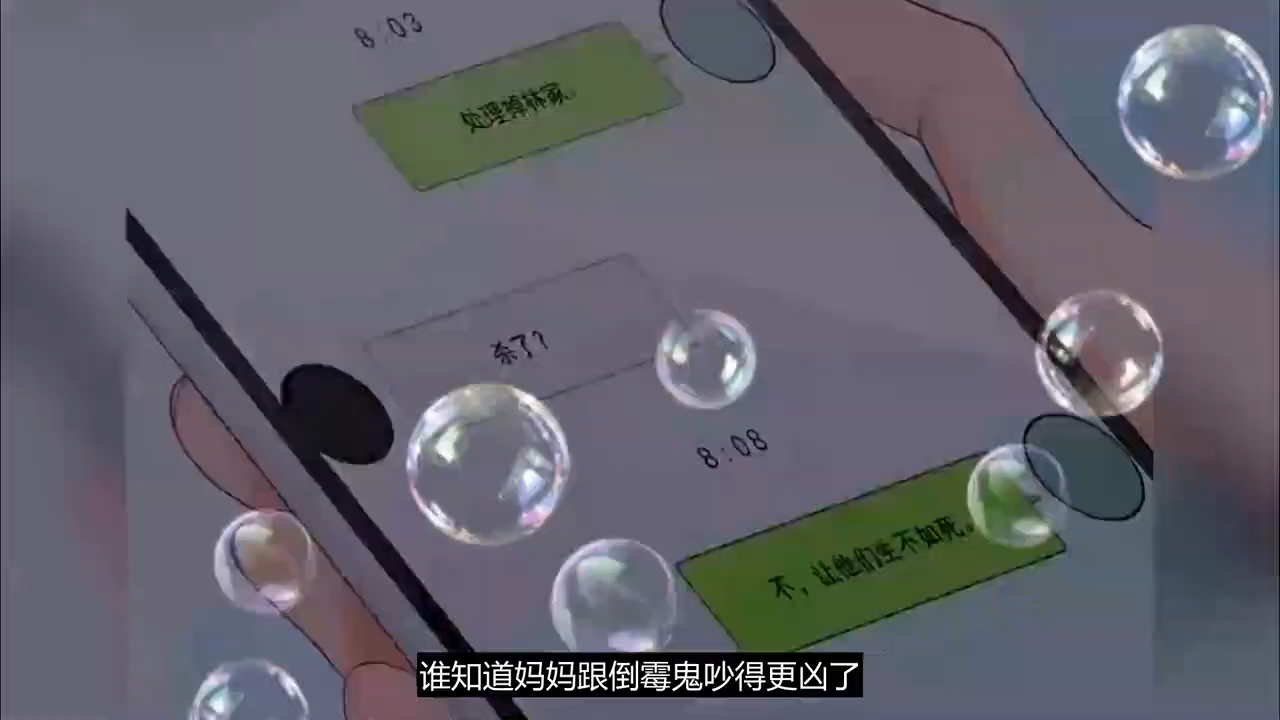 8:03
处理掉林家。
杀了?
8:08
不，让他们生不如死。
谁知道妈妈跟倒霉鬼吵得更凶了